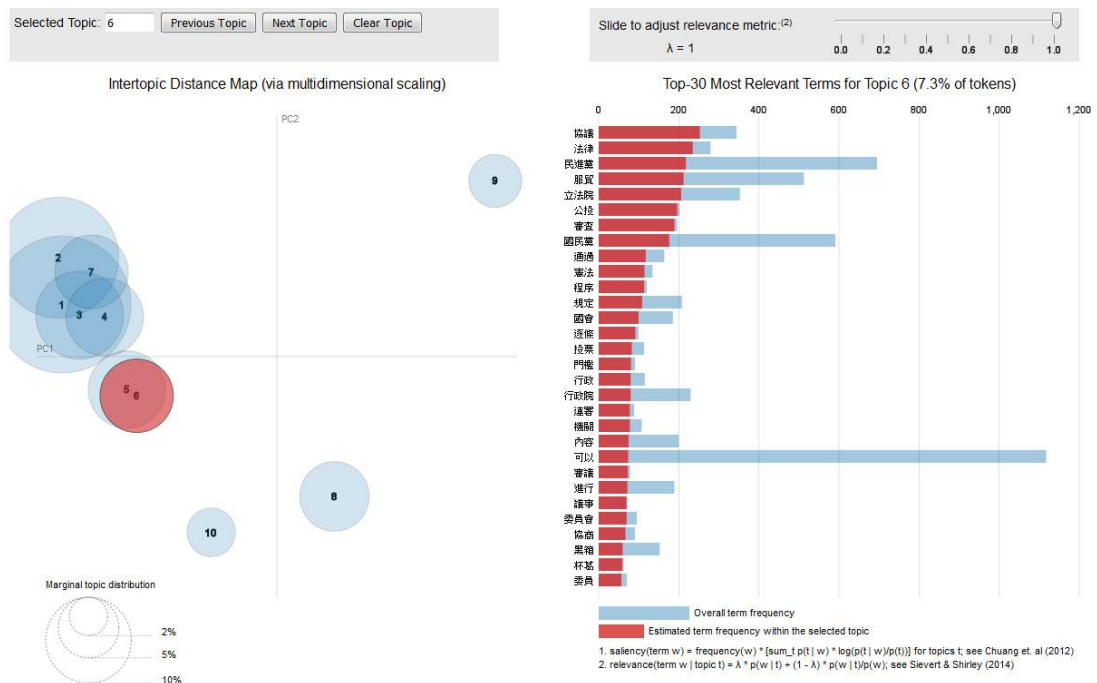 Selected Topic: 6 Previous Topic Next Topic Clear Topic
Slide to adjust relevance metric:(2)
λ = 1
0.0 0.2 0.4 0.6 0.8 1.0
Intertopic Distance Map (via multidimensional scaling)
PC2
PC1
9
2
7
1
3
4
5
6
8
10
Marginal topic distribution
2%
5%
10%
Top-30 Most Relevant Terms for Topic 6 (7.3% of tokens)
0 200 400 600 800 1,000 1,200
協議
法律
民進黨
服貿
立法院
公投
審查
國民黨
通過
憲法
程序
規定
國會
逐條
投票
門檻
行政
行政院
連署
機關
內容
可以
審議
進行
議事
委員會
協商
黑箱
杯葛
委員
Overall term frequency
Estimated term frequency within the selected topic
1. saliency(term w) = frequency(w) * [sum_t p(t | w) * log(p(t | w)/p(t))] for topics t; see Chuang et. al (2012)
2. relevance(term w | topic t) = λ * p(w | t) + (1 - λ) * p(w | t)/p(w); see Sievert & Shirley (2014)